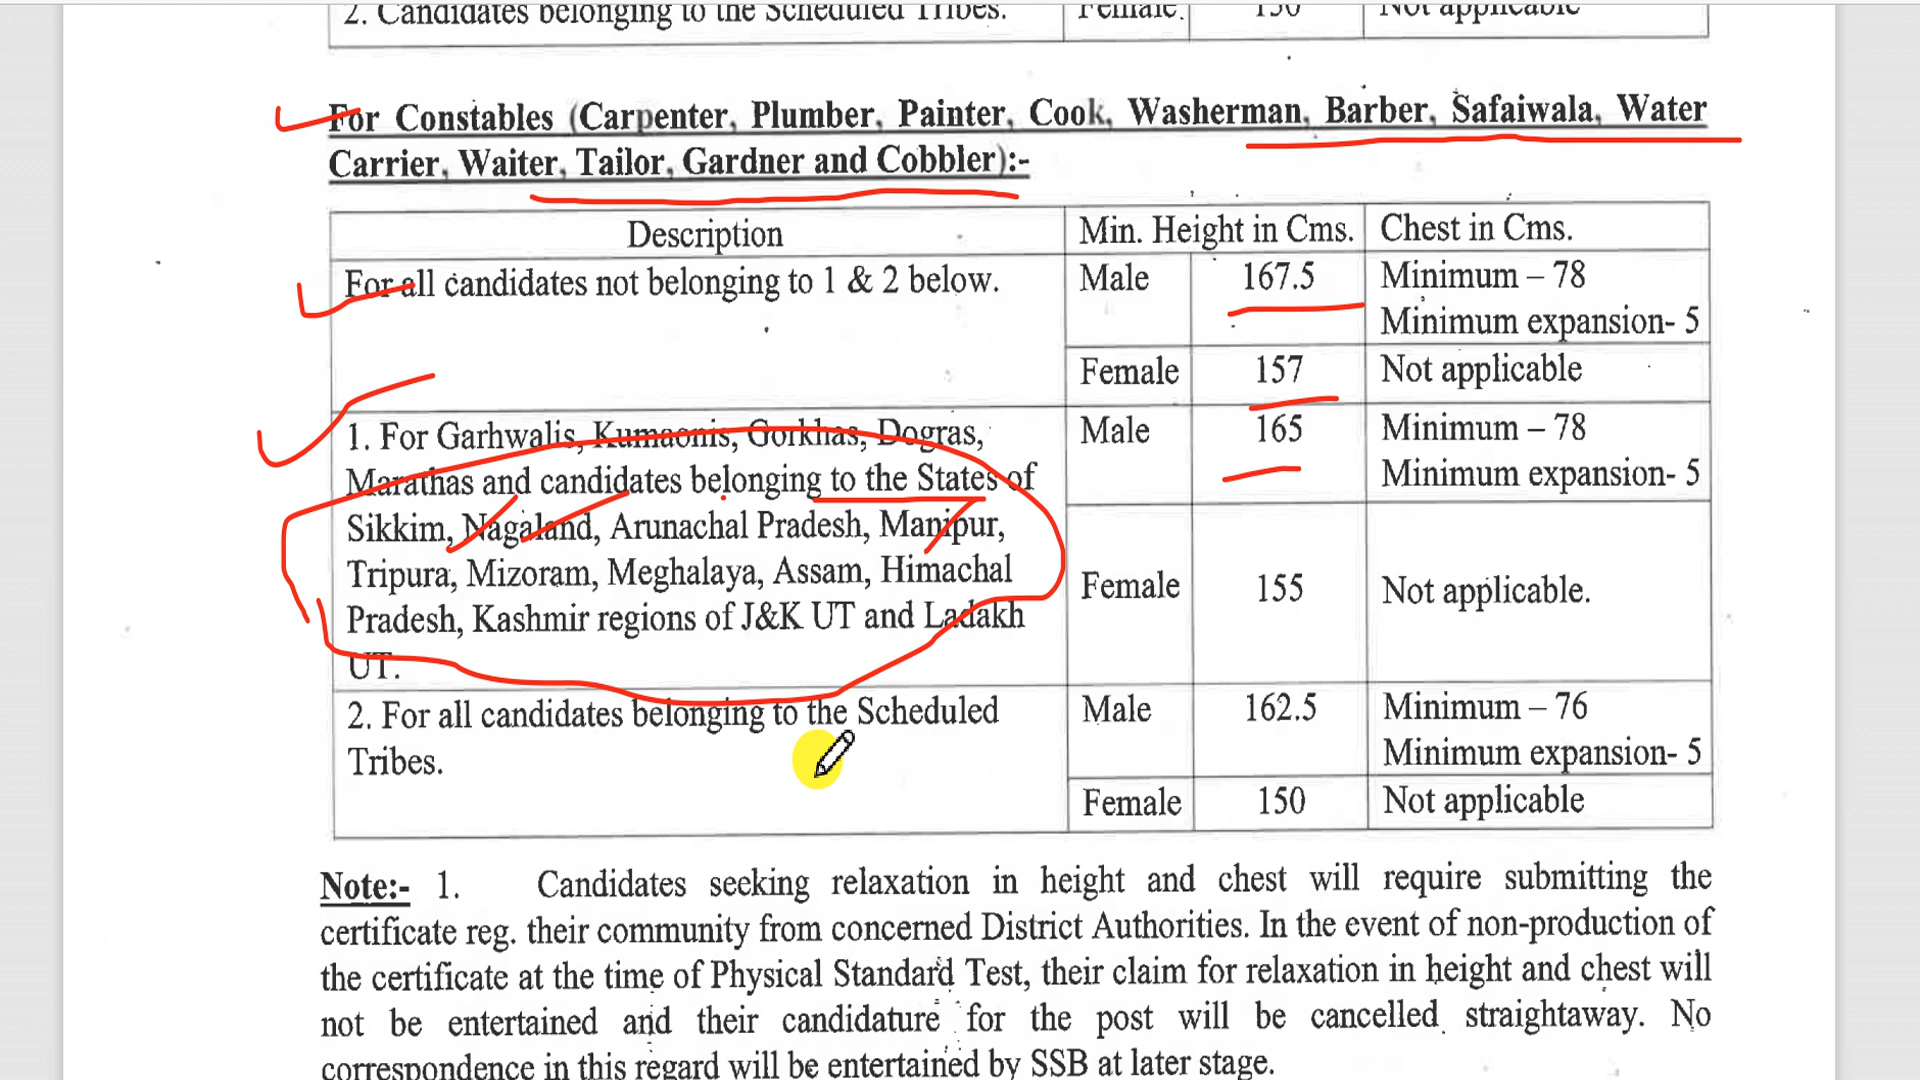 2. Candidates belonging to the Scheduled Tribes. Female. 150 Not applicable
For Constables (Carpenter, Plumber, Painter, Cook, Washerman, Barber, Safaiwala, Water
Carrier, Waiter, Tailor, Gardner and Cobbler):-
Description Min. Height in Cms. Chest in Cms.
For all candidates not belonging to 1 & 2 below. Male 167.5 Minimum – 78
Minimum expansion- 5
Female 157 Not applicable
1. For Garhwalis, Kumaonis, Gorkhas, Dogras, Male 165 Minimum – 78
Marathas and candidates belonging to the States of Minimum expansion- 5
Sikkim, Nagaland, Arunachal Pradesh, Manipur,
Tripura, Mizoram, Meghalaya, Assam, Himachal Female 155 Not applicable.
Pradesh, Kashmir regions of J&K UT and Ladakh
UT.
2. For all candidates belonging to the Scheduled Male 162.5 Minimum – 76
Tribes. Minimum expansion- 5
Female 150 Not applicable
Note:- 1. Candidates seeking relaxation in height and chest will require submitting the
certificate reg. their community from concerned District Authorities. In the event of non-production of
the certificate at the time of Physical Standard Test, their claim for relaxation in height and chest will
not be entertained and their candidature for the post will be cancelled straightaway. No
correspondence in this regard will be entertained by SSB at later stage.